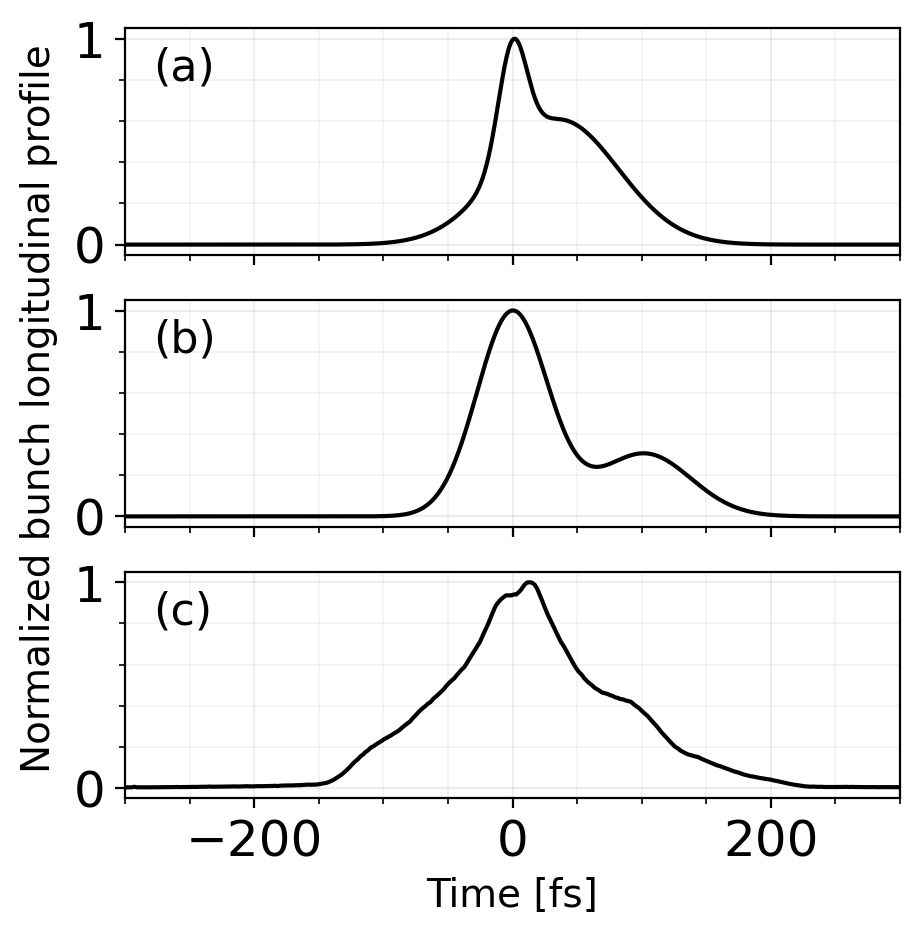 Normalized bunch longitudinal profile
1
(a)
0
1
(b)
0
1
(c)
0
−200 0 200
Time [fs]